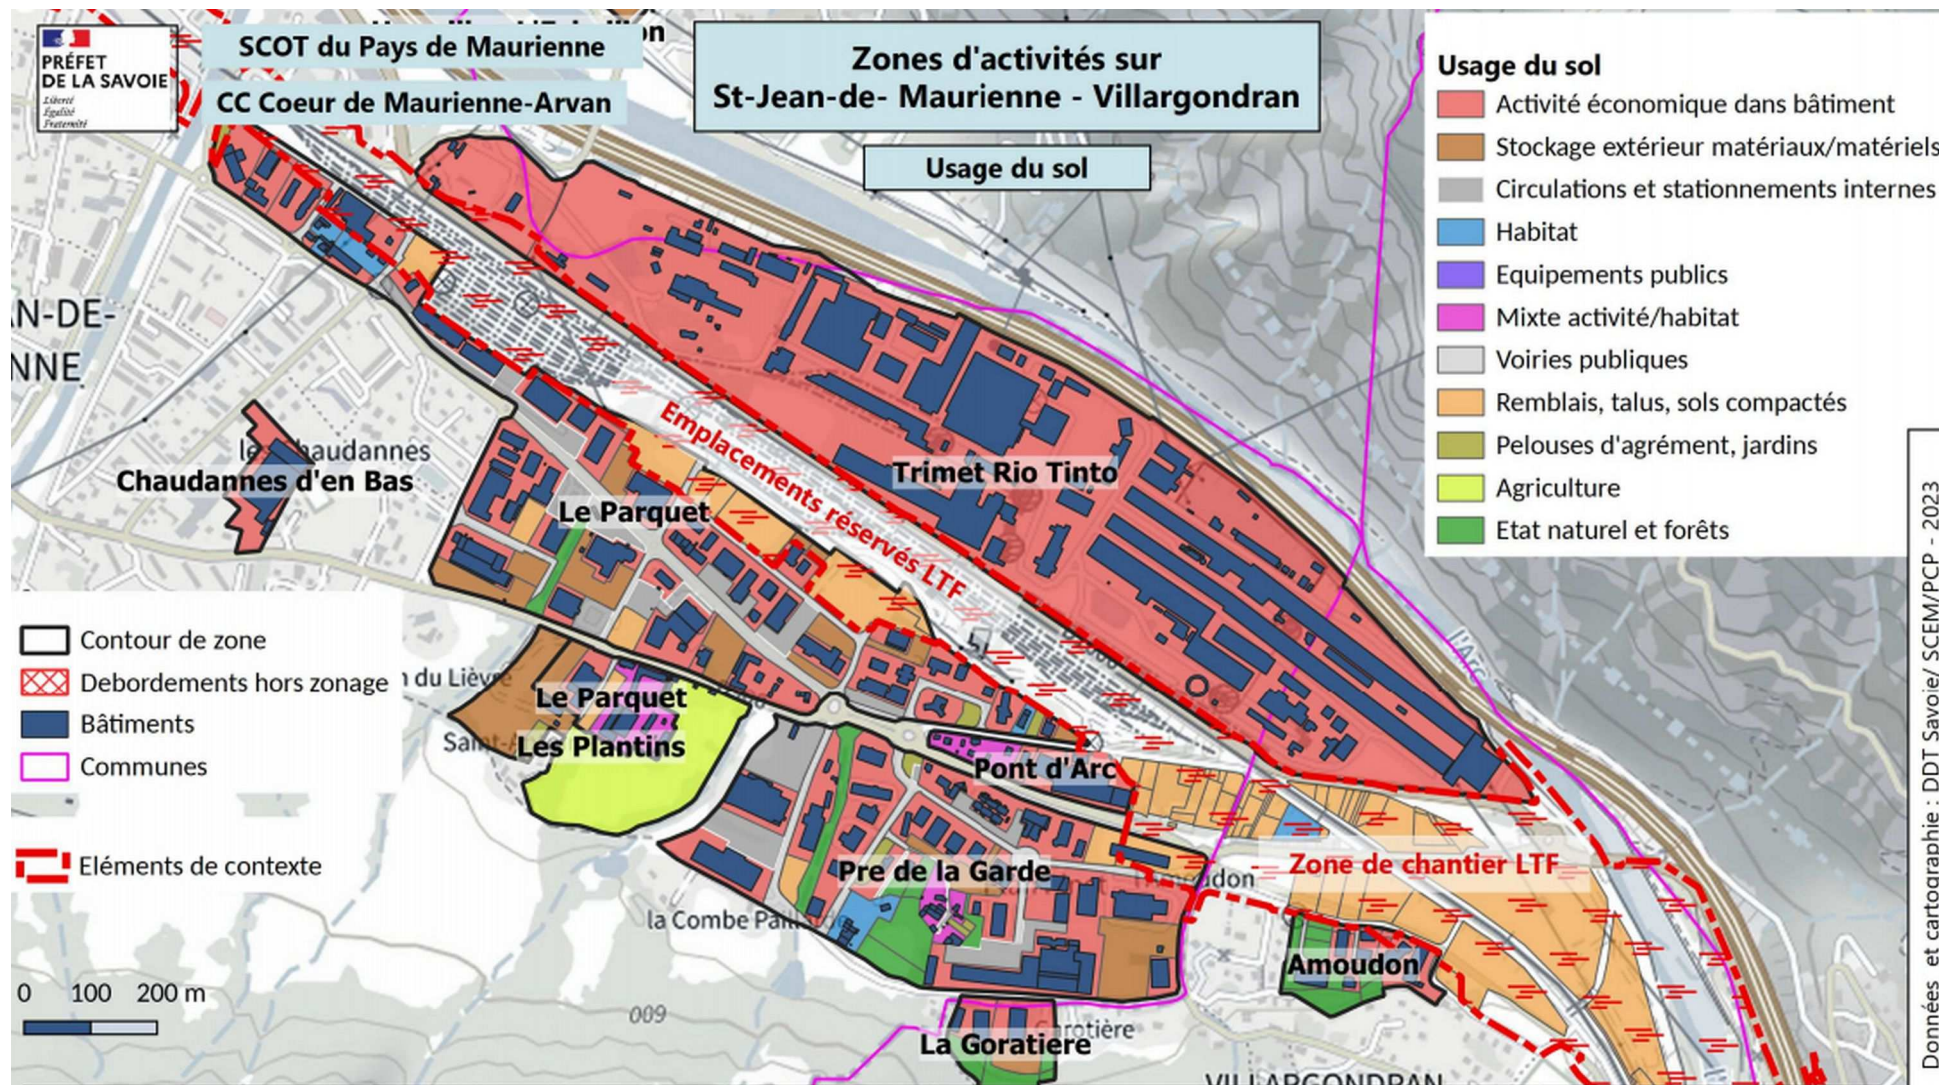 PRÉFET
DE LA SAVOIE
Liberté
Égalité
Fraternité
SCOT du Pays de Maurienne
CC Coeur de Maurienne-Arvan
Zones d'activités sur
St-Jean-de- Maurienne - Villargondran
Usage du sol
Usage du sol
Activité économique dans bâtiment
Stockage extérieur matériaux/matériels
Circulations et stationnements internes
Habitat
Equipements publics
Mixte activité/habitat
Voiries publiques
Remblais, talus, sols compactés
Pelouses d'agrément, jardins
Agriculture
Etat naturel et forêts
AN-DE-
NNE
Chaudannes d'en Bas
Le Parquet
Emplacements réservés LTF
Trimet Rio Tinto
l'Arc
Contour de zone
Debordements hors zonage
Bâtiments
Communes
Eléments de contexte
0 100 200 m
n du Lièvre
Le Parquet
Les Plantins
Pont d'Arc
Pre de la Garde
la Combe Paillarde
Zone de chantier LTF
Amoudon
009
La Goratiere
VILLARGONDRAN
Données et cartographie : DDT Savoie/ SCEM/PCP - 2023